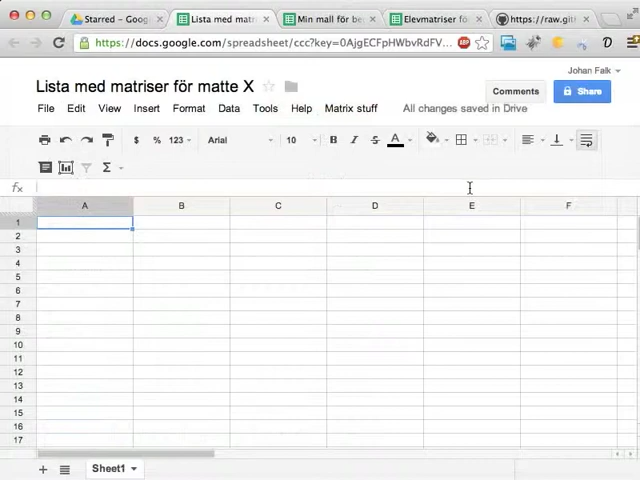 Starred – Goog
Lista med matr
Min mall för be
Elevmatriser fö
https://raw.gith
https://docs.google.com/spreadsheet/ccc?key=0AjgECFpHWbvRdFV...
ABP
Johan Falk
Lista med matriser för matte X
Comments
Share
File Edit View Insert Format Data Tools Help Matrix stuff All changes saved in Drive
$ % 123 Arial 10 B I S A
Σ
fx
A B C D E F
1
2
3
4
5
6
7
8
9
10
11
12
13
14
15
16
17
Sheet1